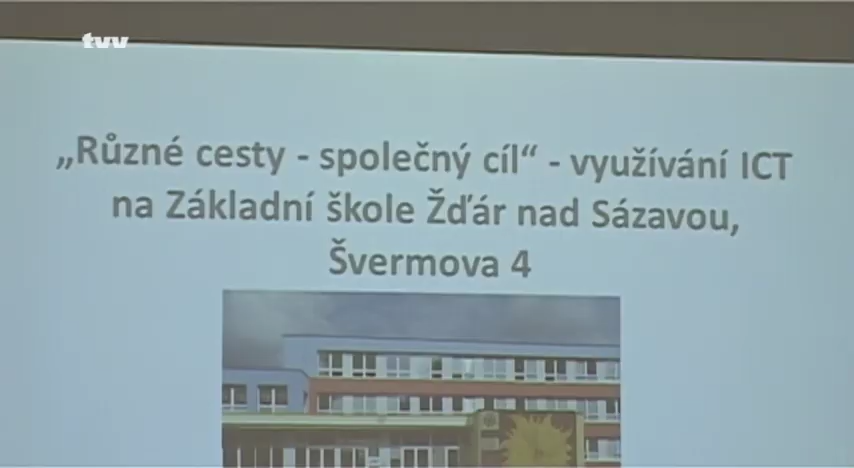 tvv
„Různé cesty - společný cíl“ - využívání ICT
na Základní škole Žďár nad Sázavou,
Švermova 4